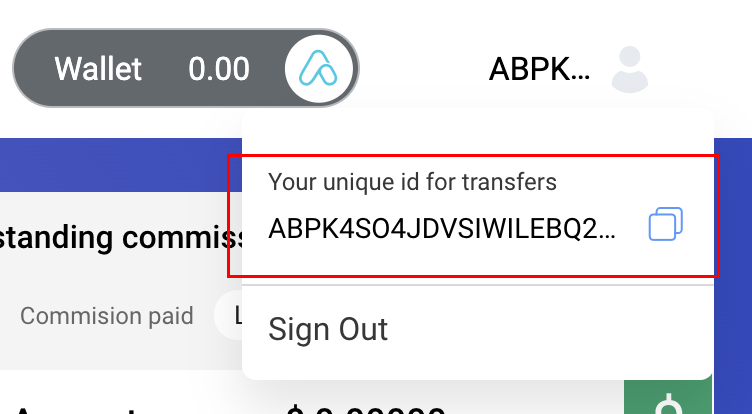 Wallet 0.00 ABPK...
Your unique id for transfers
ABPK4SO4JDVSIWILEBQ2...
standing commiss
Commision paid L
Sign Out